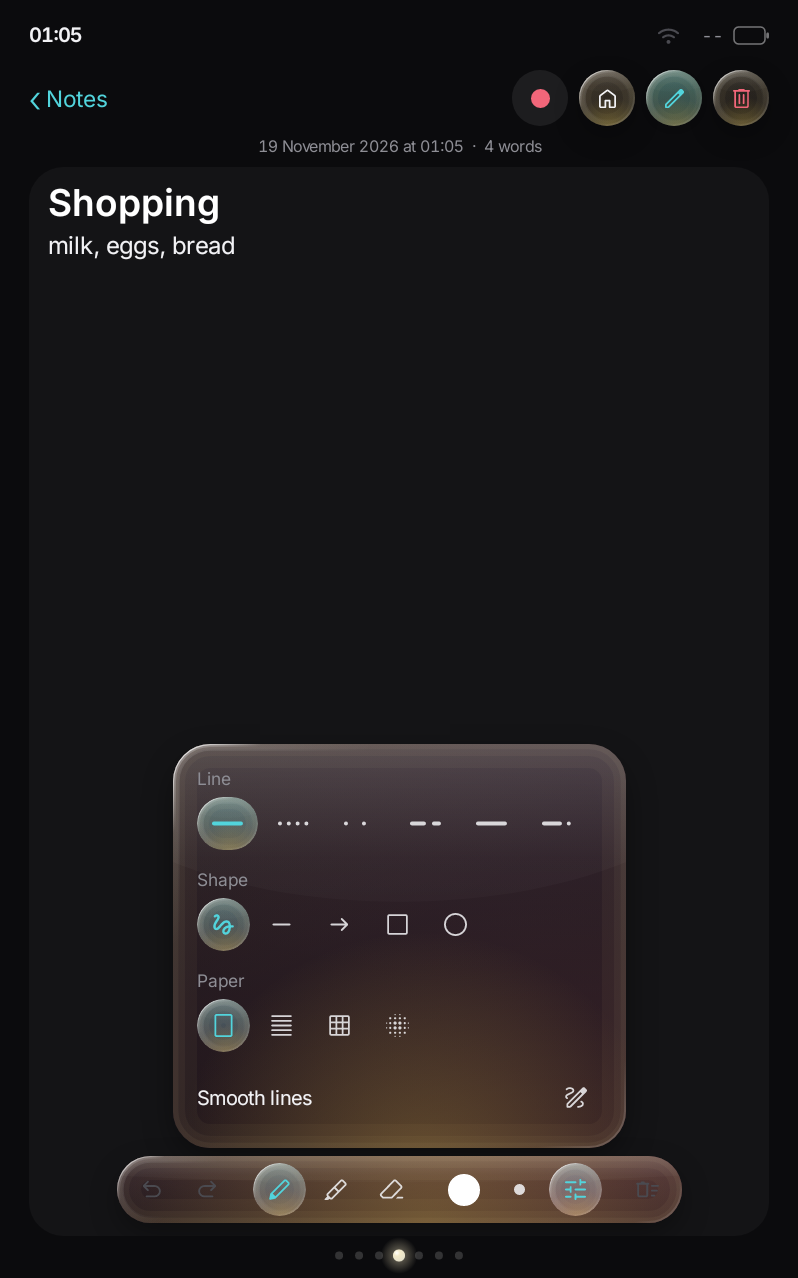 01:05
--
Notes
19 November 2026 at 01:05 · 4 words
Shopping
milk, eggs, bread
Line
Shape
Paper
Smooth lines